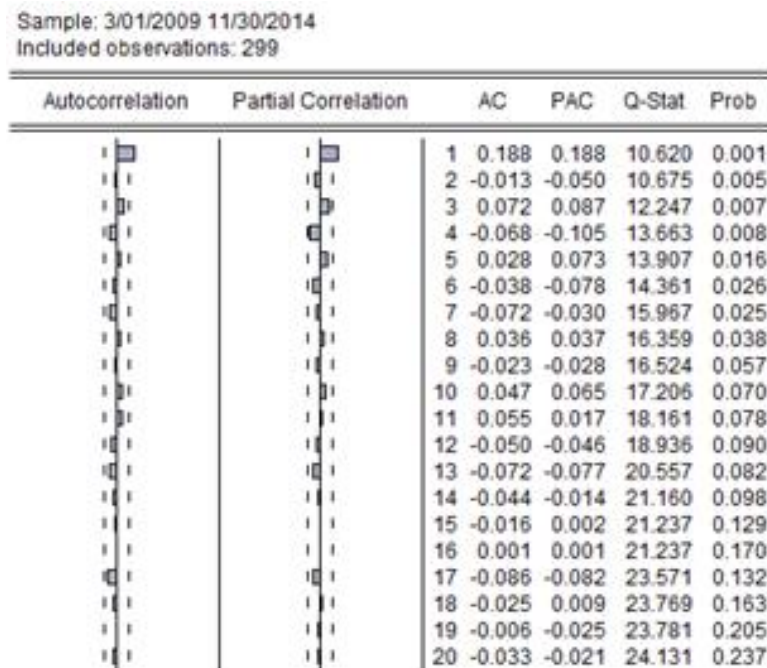 Sample: 3/01/2009 11/30/2014
Included observations: 299
Autocorrelation Partial Correlation AC PAC Q-Stat Prob
1 0.188 0.188 10.620 0.001
2 -0.013 -0.050 10.675 0.005
3 0.072 0.087 12.247 0.007
4 -0.068 -0.105 13.663 0.008
5 0.028 0.073 13.907 0.016
6 -0.038 -0.078 14.361 0.026
7 -0.072 -0.030 15.967 0.025
8 0.036 0.037 16.359 0.038
9 -0.023 -0.028 16.524 0.057
10 0.047 0.065 17.206 0.070
11 0.055 0.017 18.161 0.078
12 -0.050 -0.046 18.936 0.090
13 -0.072 -0.077 20.557 0.082
14 -0.044 -0.014 21.160 0.098
15 -0.016 0.002 21.237 0.129
16 0.001 0.001 21.237 0.170
17 -0.086 -0.082 23.571 0.132
18 -0.025 0.009 23.769 0.163
19 -0.006 -0.025 23.781 0.205
20 -0.033 -0.021 24.131 0.237